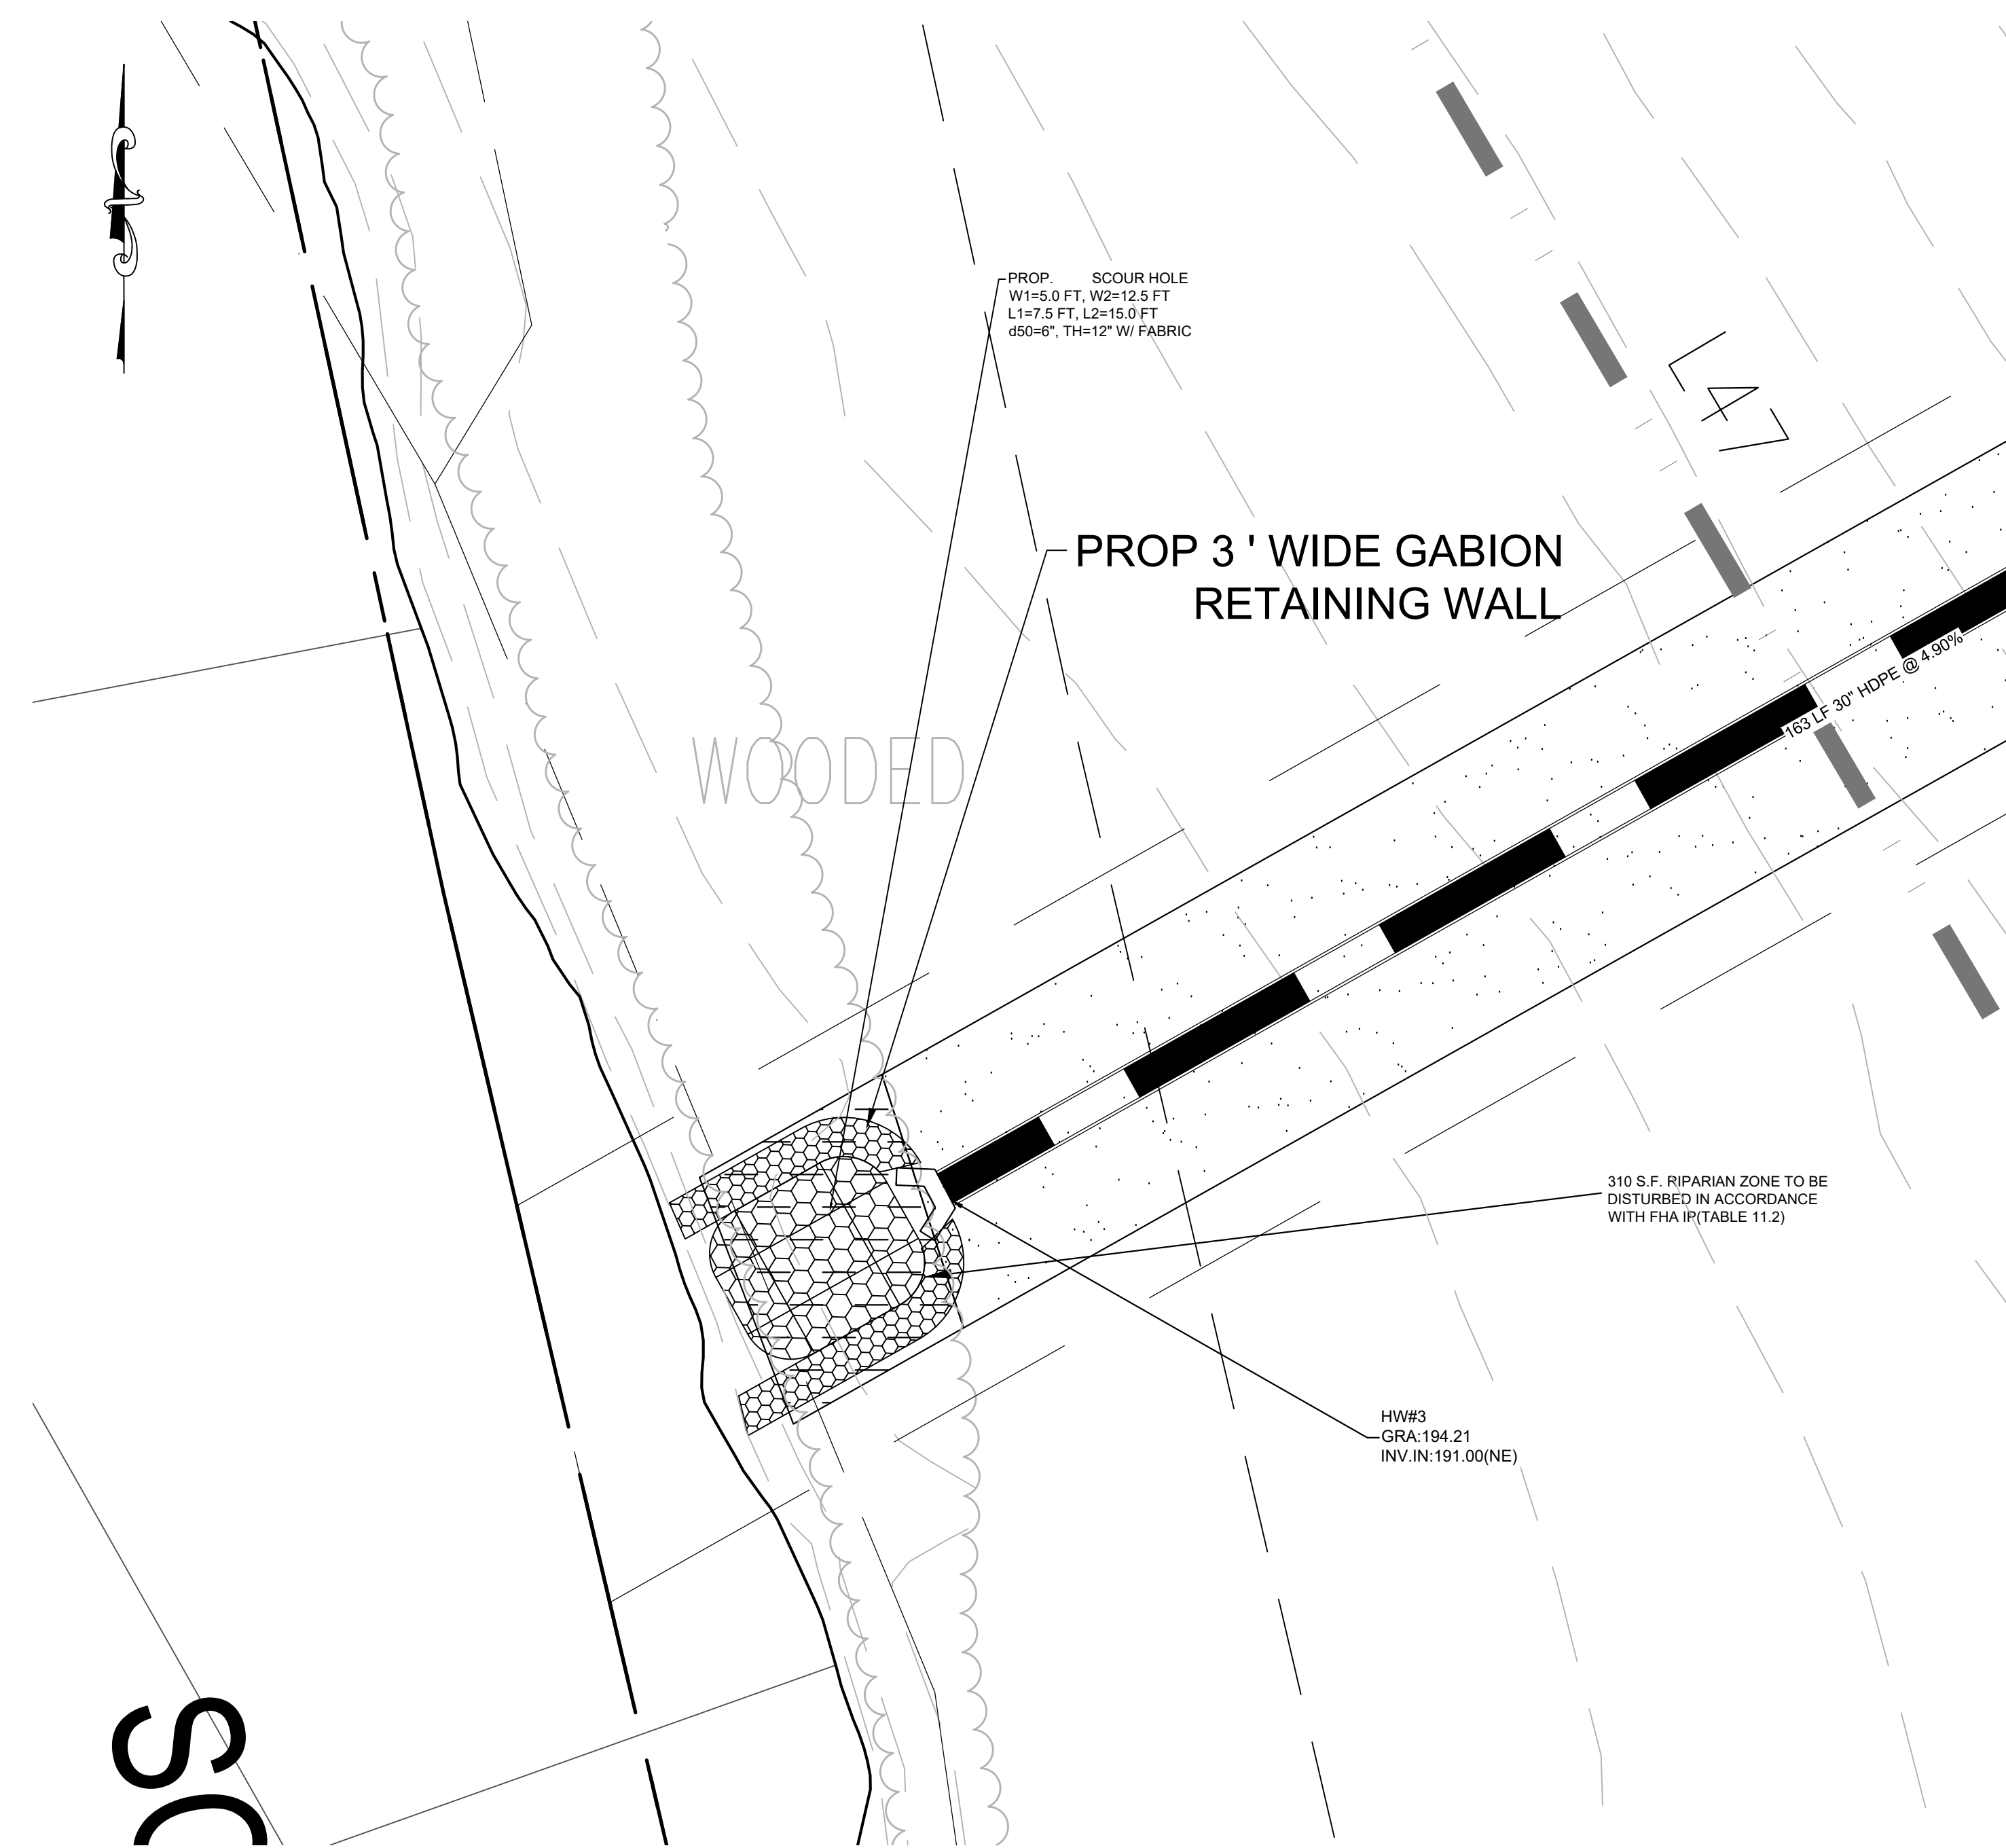 PROP. SCOUR HOLE
W1=5.0 FT, W2=12.5 FT
L1=7.5 FT, L2=15.0 FT
d50=6", TH=12" W/ FABRIC
L47
PROP 3 ' WIDE GABION
RETAINING WALL
163 LF 30" HDPE @ 4.90%
WOODED
310 S.F. RIPARIAN ZONE TO BE
DISTURBED IN ACCORDANCE
WITH FHA IP(TABLE 11.2)
HW#3
GRA:194.21
INV.IN:191.00(NE)